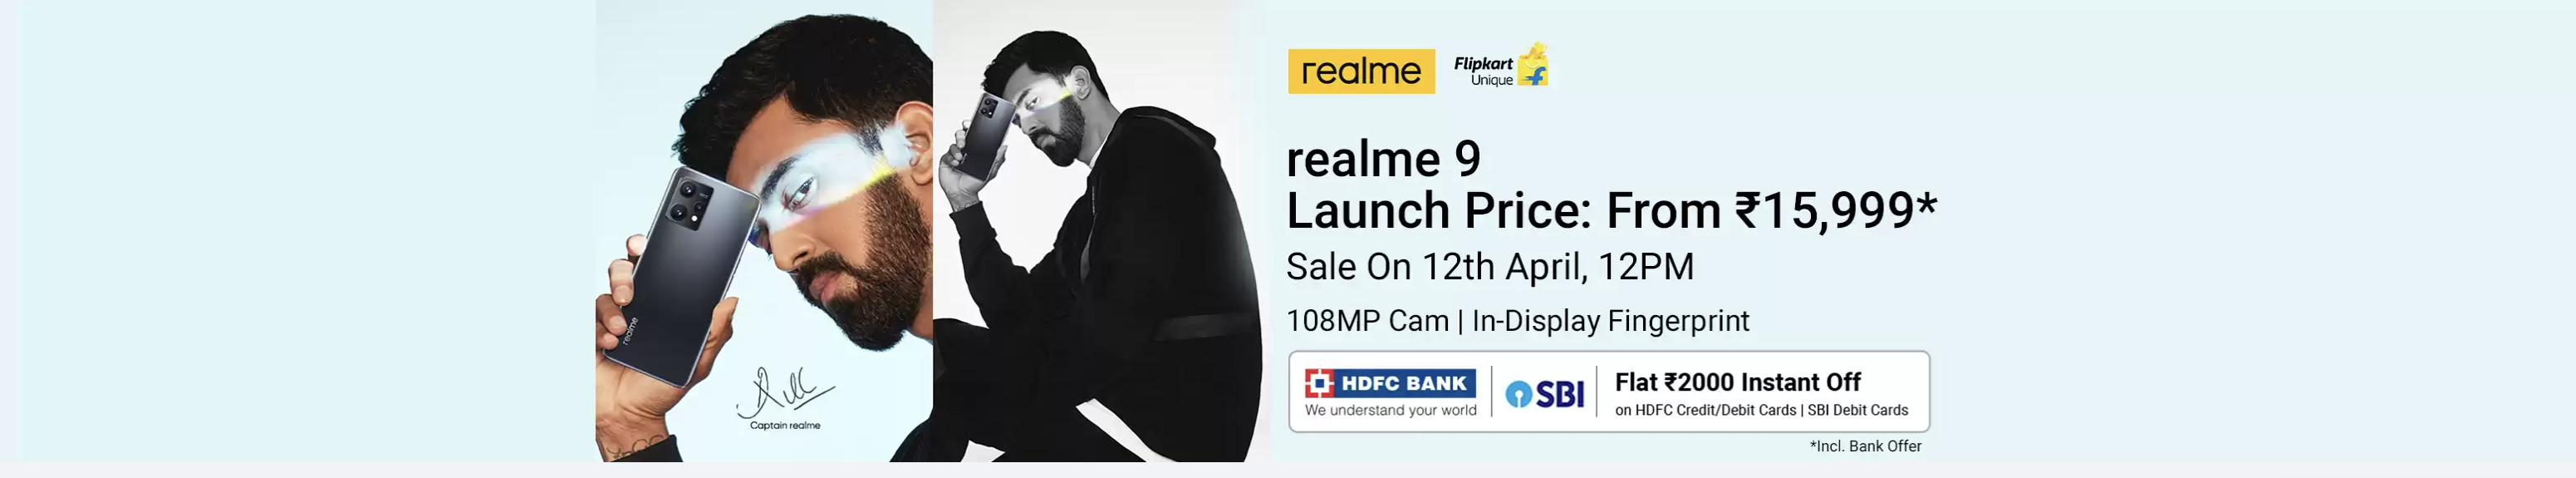 realme
Captain realme
realme
Flipkart
Unique
realme 9
Launch Price: From ₹15,999*
Sale On 12th April, 12PM
108MP Cam | In-Display Fingerprint
HDFC BANK
We understand your world
SBI
Flat ₹2000 Instant Off
on HDFC Credit/Debit Cards | SBI Debit Cards
*Incl. Bank Offer